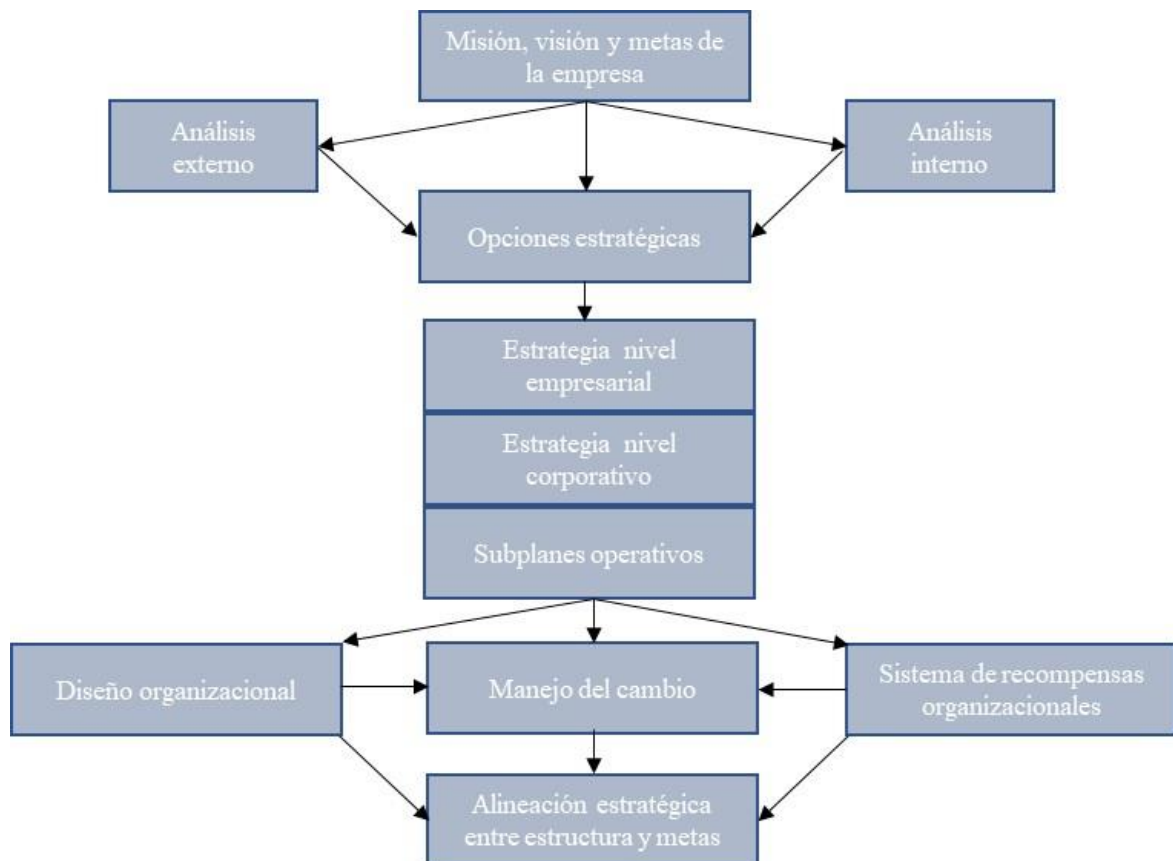 Misión, visión y metas de
la empresa
Análisis
externo
Análisis
interno
Opciones estratégicas
Estrategia nivel
empresarial
Estrategia nivel
corporativo
Subplanes operativos
Diseño organizacional
Manejo del cambio
Sistema de recompensas
organizacionales
Alineación estratégica
entre estructura y metas